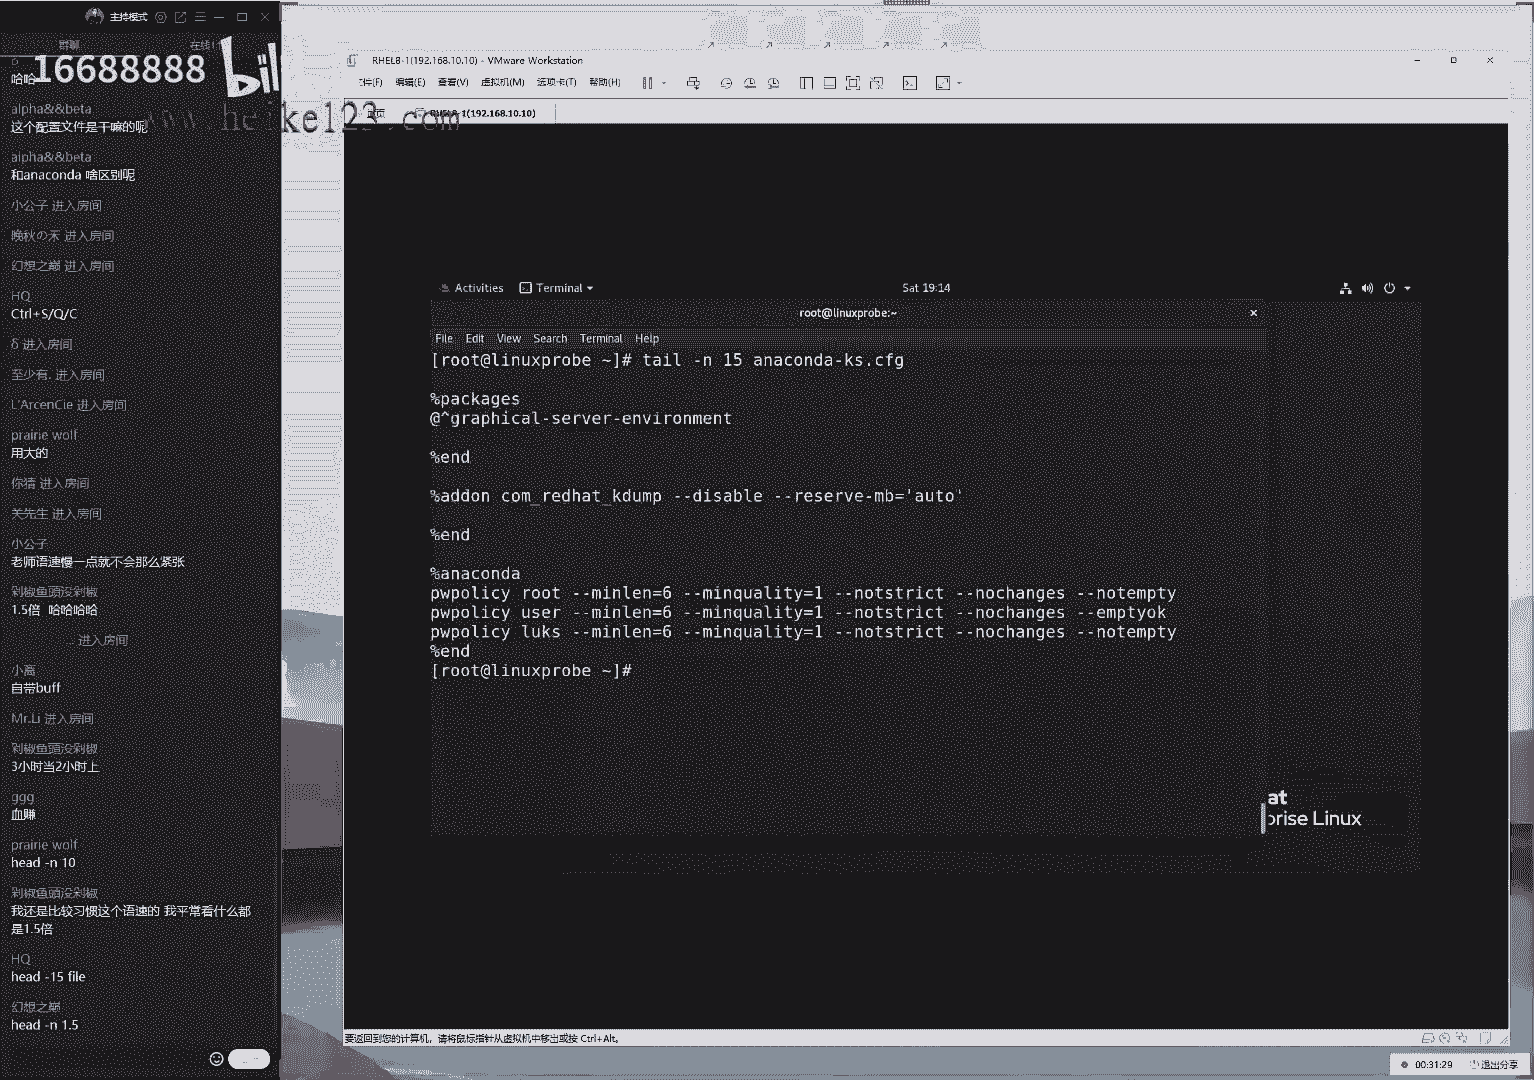 主持模式
群聊
在线
哈哈
16688888
bili
www.heike123.com
alpha&&beta
这个配置文件是干嘛的呢
alpha&&beta
和anaconda 啥区别呢
小公子 进入房间
晚秋の禾 进入房间
幻想之巅 进入房间
HQ
Ctrl+S/Q/C
δ 进入房间
至少有. 进入房间
L'ArcenCie 进入房间
prairie wolf
用大的
你猜 进入房间
关先生 进入房间
小公子
老师语速慢一点就不会那么紧张
剁椒鱼頭没剁椒
1.5倍 哈哈哈哈
进入房间
小离
自带buff
Mr.Li 进入房间
剁椒鱼頭没剁椒
3小时当2小时上
ggg
血赚
prairie wolf
head -n 10
剁椒鱼頭没剁椒
我还是比较习惯这个语速的 我平常看什么都
是1.5倍
HQ
head -15 file
幻想之巅
head -n 1.5
RHEL8-1(192.168.10.10) - VMware Workstation
文件(F) 编辑(E) 查看(V) 虚拟机(M) 选项卡(T) 帮助(H)
主页
RHEL8-1(192.168.10.10)
Activities Terminal Sat 19:14
root@linuxprobe:~
File Edit View Search Terminal Help
[root@linuxprobe ~]# tail -n 15 anaconda-ks.cfg
%packages
@^graphical-server-environment
%end
%addon com_redhat_kdump --disable --reserve-mb='auto'
%end
%anaconda
pwpolicy root --minlen=6 --minquality=1 --notstrict --nochanges --notempty
pwpolicy user --minlen=6 --minquality=1 --notstrict --nochanges --emptyok
pwpolicy luks --minlen=6 --minquality=1 --notstrict --nochanges --notempty
%end
[root@linuxprobe ~]#
at
prise Linux
要返回到您的计算机，请将鼠标指针从虚拟机中移出或按 Ctrl+Alt。
00:31:29 退出分享